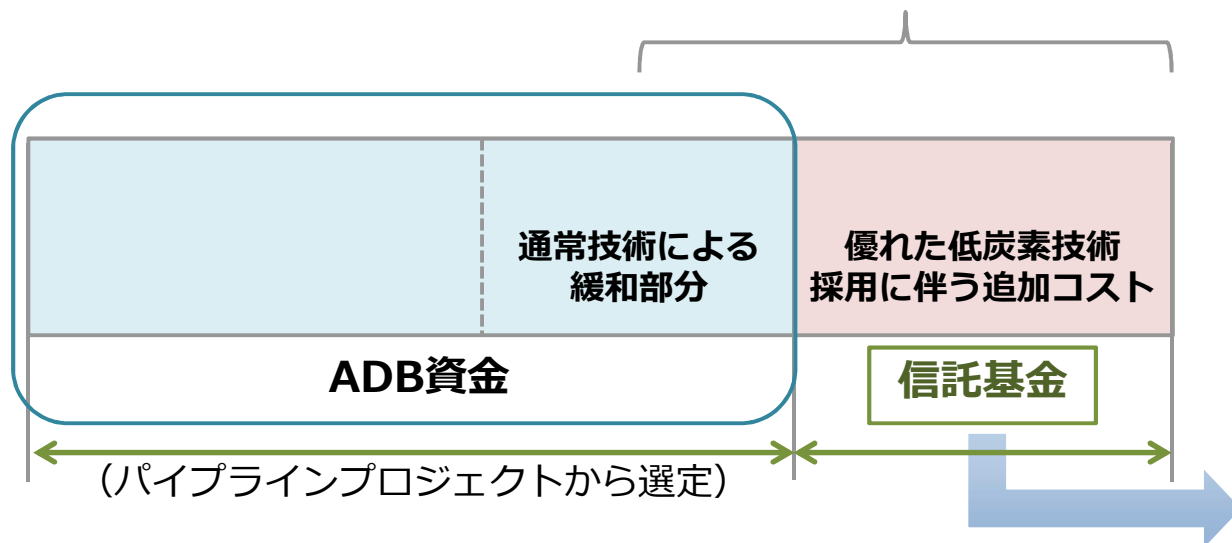 通常技術による
緩和部分
優れた低炭素技術
採用に伴う追加コスト
ADB資金
信託基金
（パイプラインプロジェクトから選定）